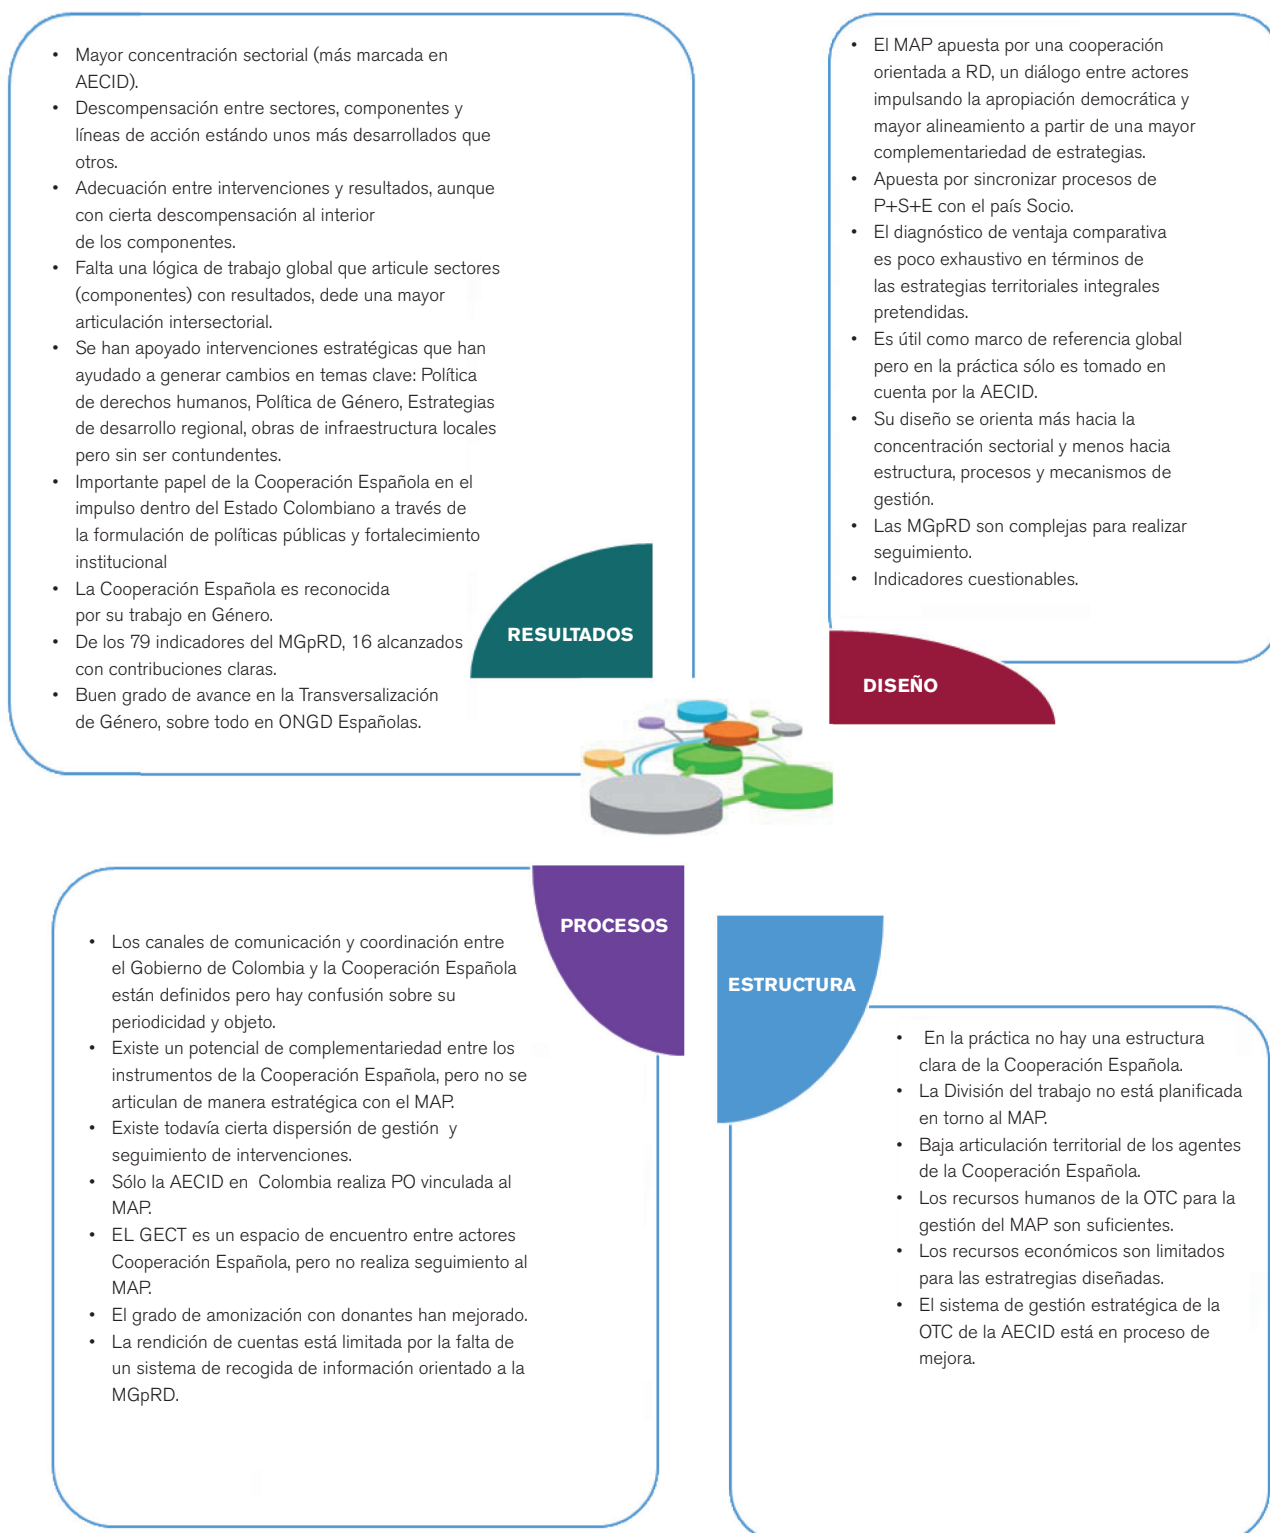 • Mayor concentración sectorial (más marcada en
AECID).
• Descompensación entre sectores, componentes y
líneas de acción estándo unos más desarrollados que
otros.
• Adecuación entre intervenciones y resultados, aunque
con cierta descompensación al interior
de los componentes.
• Falta una lógica de trabajo global que articule sectores
(componentes) con resultados, dede una mayor
articulación intersectorial.
• Se han apoyado intervenciones estratégicas que han
ayudado a generar cambios en temas clave: Política
de derechos humanos, Política de Género, Estrategias
de desarrollo regional, obras de infraestructura locales
pero sin ser contundentes.
• Importante papel de la Cooperación Española en el
impulso dentro del Estado Colombiano a través de
la formulación de políticas públicas y fortalecimiento
institucional
• La Cooperación Española es reconocida
por su trabajo en Género.
• De los 79 indicadores del MGpRD, 16 alcanzados
con contribuciones claras.
• Buen grado de avance en la Transversalización
de Género, sobre todo en ONGD Españolas.
RESULTADOS
• El MAP apuesta por una cooperación
orientada a RD, un diálogo entre actores
impulsando la apropiación democrática y
mayor alineamiento a partir de una mayor
complementariedad de estrategias.
• Apuesta por sincronizar procesos de
P+S+E con el país Socio.
• El diagnóstico de ventaja comparativa
es poco exhaustivo en términos de
las estrategias territoriales integrales
pretendidas.
• Es útil como marco de referencia global
pero en la práctica sólo es tomado en
cuenta por la AECID.
• Su diseño se orienta más hacia la
concentración sectorial y menos hacia
estructura, procesos y mecanismos de
gestión.
• Las MGpRD son complejas para realizar
seguimiento.
• Indicadores cuestionables.
DISEÑO
PROCESOS
• Los canales de comunicación y coordinación entre
el Gobierno de Colombia y la Cooperación Española
están definidos pero hay confusión sobre su
periodicidad y objeto.
• Existe un potencial de complementariedad entre los
instrumentos de la Cooperación Española, pero no se
articulan de manera estratégica con el MAP.
• Existe todavía cierta dispersión de gestión y
seguimiento de intervenciones.
• Sólo la AECID en Colombia realiza PO vinculada al
MAP.
• EL GECT es un espacio de encuentro entre actores
Cooperación Española, pero no realiza seguimiento al
MAP.
• El grado de amonización con donantes han mejorado.
• La rendición de cuentas está limitada por la falta de
un sistema de recogida de información orientado a la
MGpRD.
ESTRUCTURA
• En la práctica no hay una estructura
clara de la Cooperación Española.
• La División del trabajo no está planificada
en torno al MAP.
• Baja articulación territorial de los agentes
de la Cooperación Española.
• Los recursos humanos de la OTC para la
gestión del MAP son suficientes.
• Los recursos económicos son limitados
para las estratregias diseñadas.
• El sistema de gestión estratégica de la
OTC de la AECID está en proceso de
mejora.